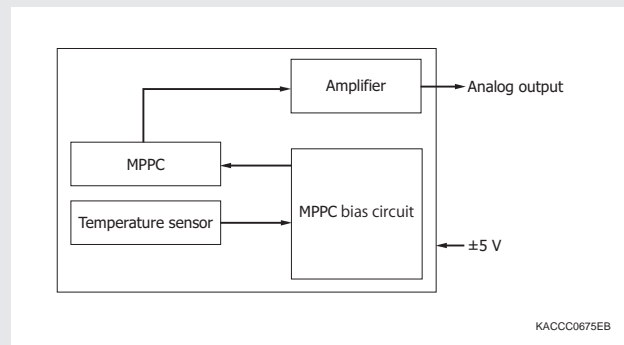 Amplifier
Analog output
MPPC
MPPC bias circuit
Temperature sensor
±5 V
KACCC0675EB